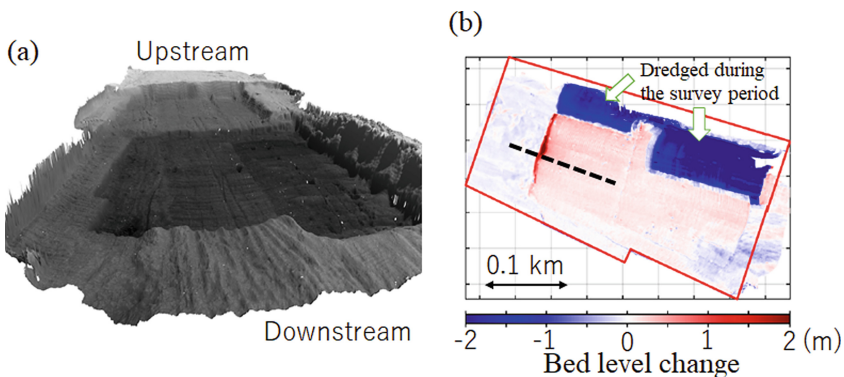 (a)
Upstream
Downstream
(b)
Dredged during
the survey period
0.1 km
-2 -1 0 1 2 (m)
Bed level change